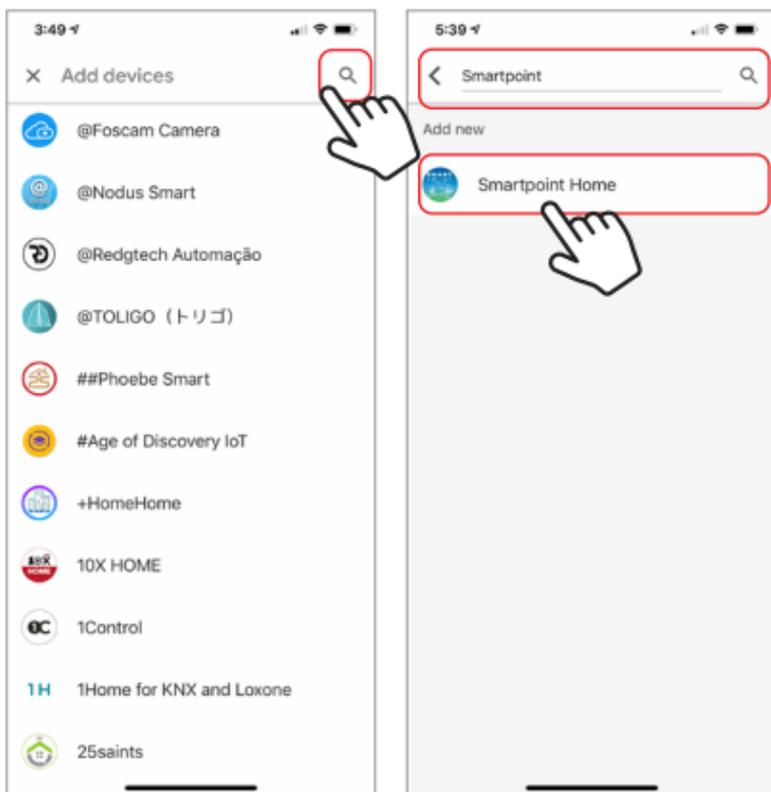 3:49
Add devices
@Foscam Camera
@Nodus Smart
@Redgtech Automação
@TOLIGO（トリゴ）
##Phoebe Smart
#Age of Discovery IoT
+HomeHome
10X HOME
1Control
1H 1Home for KNX and Loxone
25saints
5:39
Smartpoint
Add new
Smartpoint Home